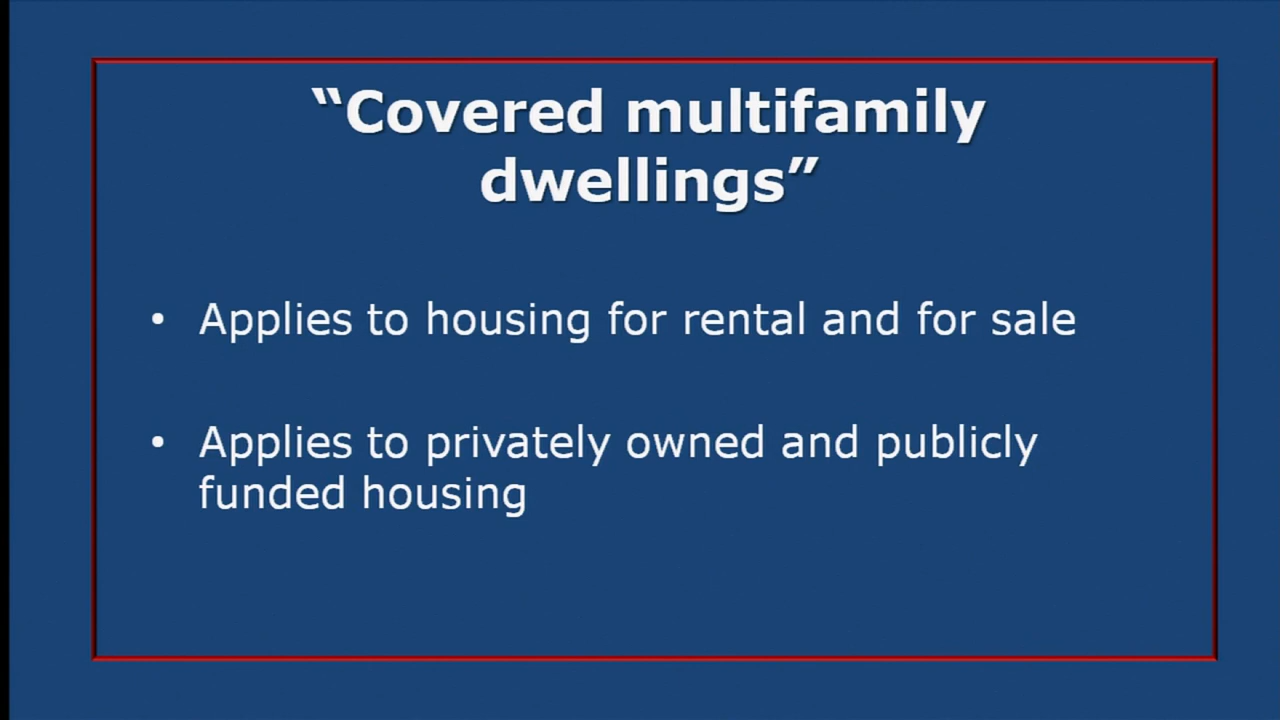 “Covered multifamily
dwellings”
• Applies to housing for rental and for sale
• Applies to privately owned and publicly
funded housing